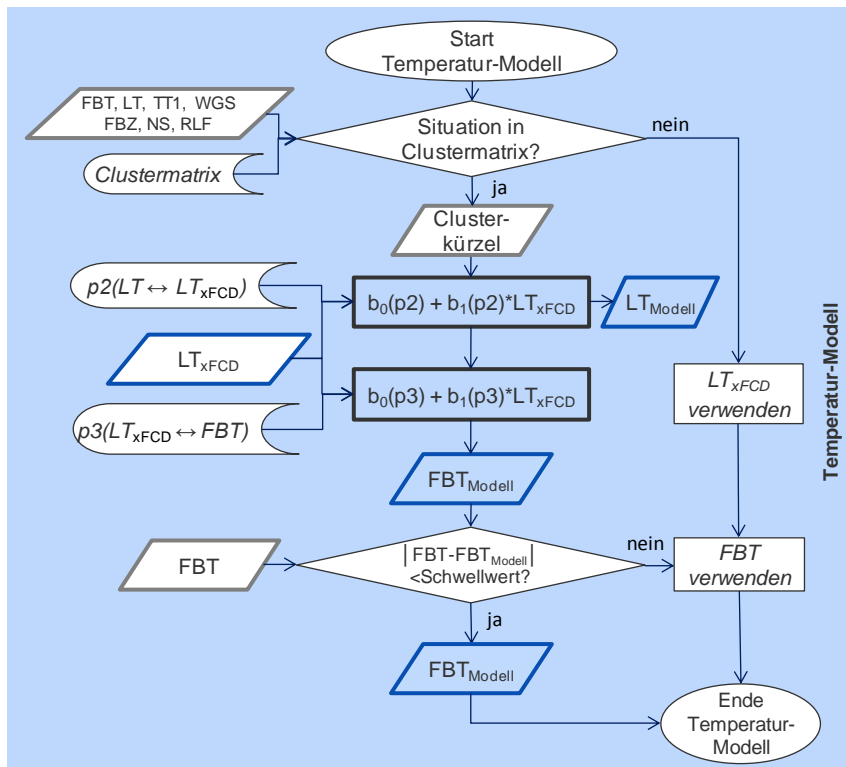 Start
Temperatur-Modell
FBT, LT, TT1, WGS
FBZ, NS, RLF
Situation in
Clustermatrix?
nein
Clustermatrix
ja
Cluster-
kürzel
p2(LT ↔ LTxFCD)
b0(p2) + b1(p2)*LTxFCD
LTModell
LTxFCD
b0(p3) + b1(p3)*LTxFCD
LTxFCD
verwenden
p3(LTxFCD ↔ FBT)
Temperatur-Modell
FBTModell
FBT
|FBT-FBTModell|
<Schwellwert?
nein
FBT
verwenden
ja
FBTModell
Ende
Temperatur-
Modell